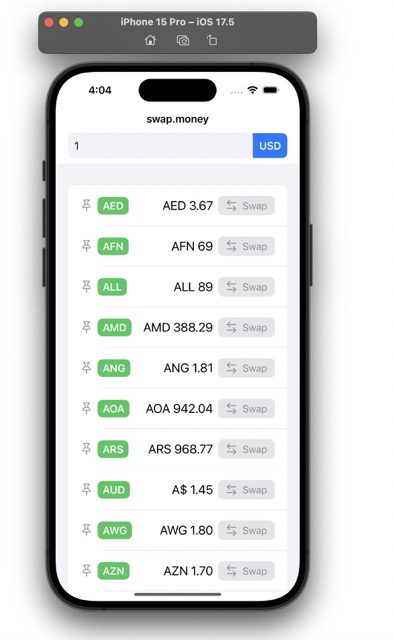 iPhone 15 Pro – iOS 17.5
4:04
swap.money
1 USD
AED AED 3.67 Swap
AFN AFN 69 Swap
ALL ALL 89 Swap
AMD AMD 388.29 Swap
ANG ANG 1.81 Swap
AOA AOA 942.04 Swap
ARS ARS 968.77 Swap
AUD A$ 1.45 Swap
AWG AWG 1.80 Swap
AZN AZN 1.70 Swap